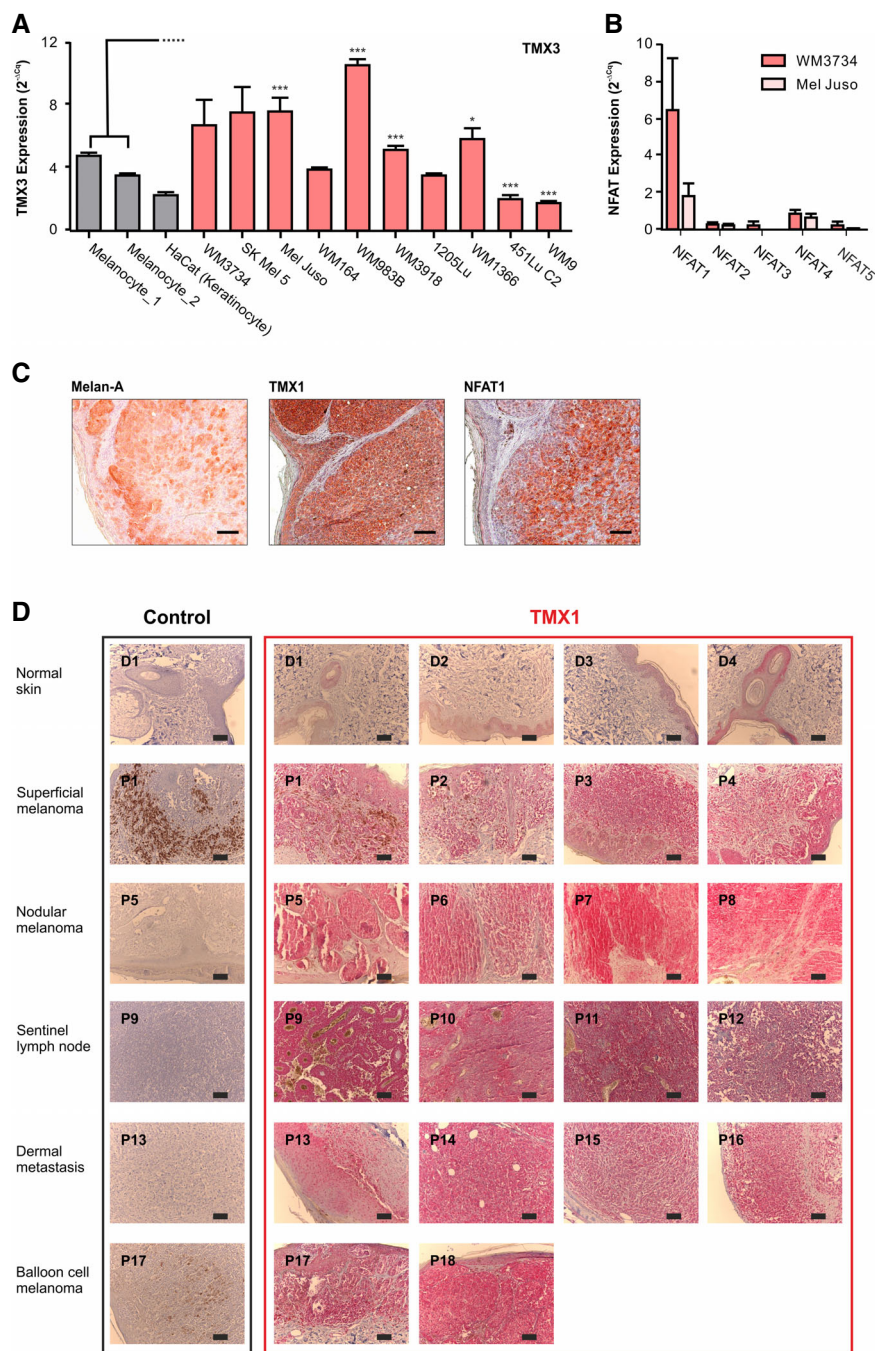 A
TMX3 Expression (2^-ΔCq)
TMX3
12
8
4
0
***
***
***
*
***
***
Melanocyte_1
Melanocyte_2
HaCat (Keratinocyte)
WM3734
SK Mel 5
Mel Juso
WM164
WM983B
WM3918
1205Lu
WM1366
451Lu C2
WM9
B
NFAT Expression (2^-ΔCq)
10
8
6
4
2
0
WM3734
Mel Juso
NFAT1
NFAT2
NFAT3
NFAT4
NFAT5
C
Melan-A
TMX1
NFAT1
D
Control
TMX1
Normal
skin
D1
D1
D2
D3
D4
Superficial
melanoma
P1
P1
P2
P3
P4
Nodular
melanoma
P5
P5
P6
P7
P8
Sentinel
lymph node
P9
P9
P10
P11
P12
Dermal
metastasis
P13
P13
P14
P15
P16
Balloon cell
melanoma
P17
P17
P18